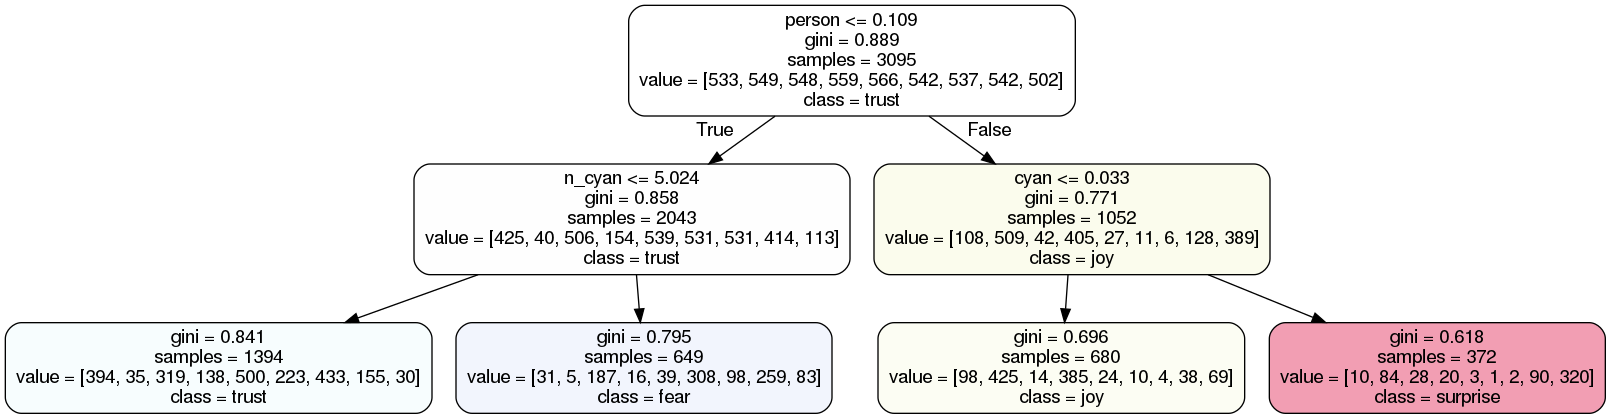 person <= 0.109
gini = 0.889
samples = 3095
value = [533, 549, 548, 559, 566, 542, 537, 542, 502]
class = trust
True
False
n_cyan <= 5.024
gini = 0.858
samples = 2043
value = [425, 40, 506, 154, 539, 531, 531, 414, 113]
class = trust
cyan <= 0.033
gini = 0.771
samples = 1052
value = [108, 509, 42, 405, 27, 11, 6, 128, 389]
class = joy
gini = 0.841
samples = 1394
value = [394, 35, 319, 138, 500, 223, 433, 155, 30]
class = trust
gini = 0.795
samples = 649
value = [31, 5, 187, 16, 39, 308, 98, 259, 83]
class = fear
gini = 0.696
samples = 680
value = [98, 425, 14, 385, 24, 10, 4, 38, 69]
class = joy
gini = 0.618
samples = 372
value = [10, 84, 28, 20, 3, 1, 2, 90, 320]
class = surprise